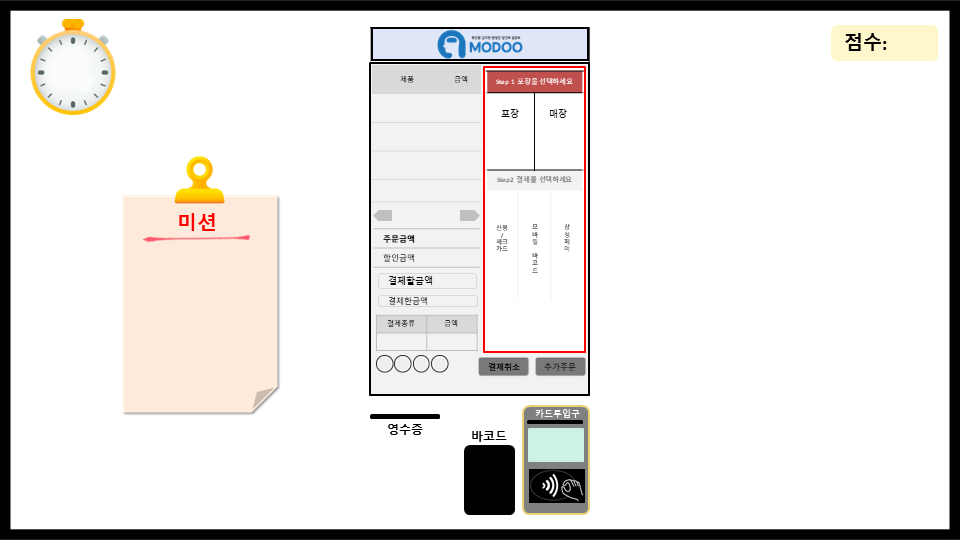 점수:
MODOO
제품 금액
Step 1 포장을 선택하세요
포장 매장
미션
Step2 결제를 선택하세요
신용
/
체크
카드
모바일 바코드
삼성페이
주문금액
할인금액
결제할금액
결제한금액
결제종류 금액
결제취소 추가주문
카드투입구
영수증
바코드